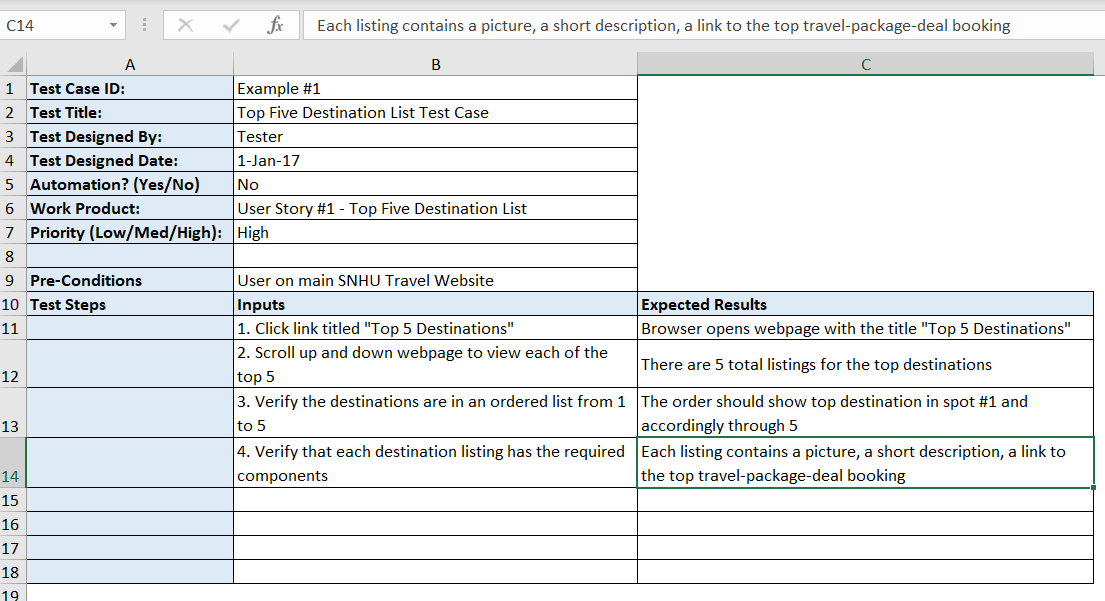 C14 fx Each listing contains a picture, a short description, a link to the top travel-package-deal booking
A B C
1 Test Case ID: Example #1
2 Test Title: Top Five Destination List Test Case
3 Test Designed By: Tester
4 Test Designed Date: 1-Jan-17
5 Automation? (Yes/No) No
6 Work Product: User Story #1 - Top Five Destination List
7 Priority (Low/Med/High): High
8
9 Pre-Conditions User on main SNHU Travel Website
10 Test Steps Inputs Expected Results
11 1. Click link titled "Top 5 Destinations" Browser opens webpage with the title "Top 5 Destinations"
2. Scroll up and down webpage to view each of the
12 top 5 There are 5 total listings for the top destinations
3. Verify the destinations are in an ordered list from 1 The order should show top destination in spot #1 and
13 to 5 accordingly through 5
4. Verify that each destination listing has the required Each listing contains a picture, a short description, a link to
14 components the top travel-package-deal booking
15
16
17
18
19